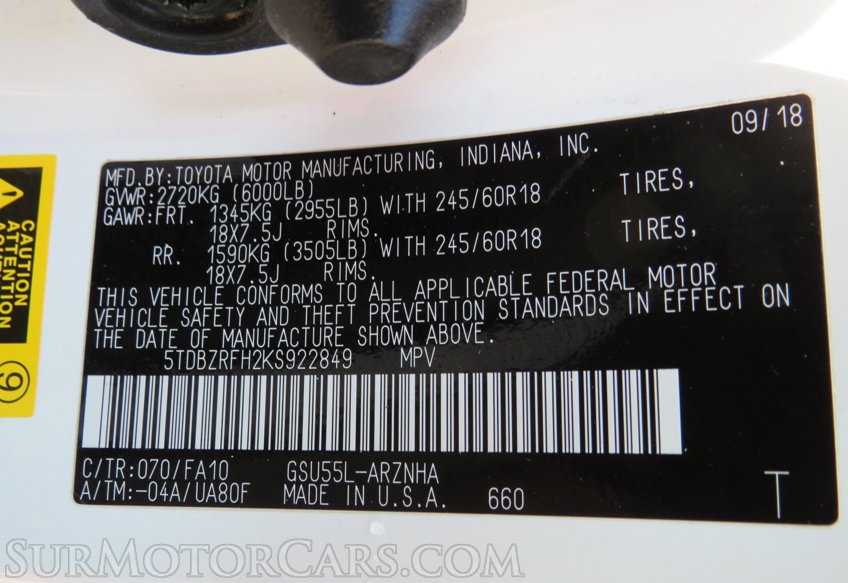 09/18
MFD.BY:TOYOTA MOTOR MANUFACTURING, INDIANA, INC.
GVWR:2720KG (6000LB)
GAWR:FRT. 1345KG (2955LB) WITH 245/60R18 TIRES,
18X7.5J RIMS.
RR. 1590KG (3505LB) WITH 245/60R18 TIRES,
18X7.5J RIMS.
THIS VEHICLE CONFORMS TO ALL APPLICABLE FEDERAL MOTOR
VEHICLE SAFETY AND THEFT PREVENTION STANDARDS IN EFFECT ON
THE DATE OF MANUFACTURE SHOWN ABOVE.
5TDBZRFH2KS922849 MPV
C/TR:070/FA10 GSU55L-ARZNHA
A/TM:-04A/UA80F MADE IN U.S.A. 660 T
CAUTION
ATTENTION
9
SurMotorCars.com